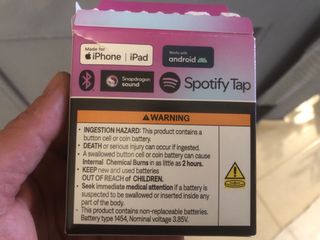 Made for
iPhone | iPad
Works with
android
Snapdragon
sound
Spotify Tap
WARNING
• INGESTION HAZARD: This product contains a
button cell or coin battery.
• DEATH or serious injury can occur if ingested.
• A swallowed button cell or coin battery can cause
Internal Chemical Burns in as little as 2 hours.
• KEEP new and used batteries
OUT OF REACH of CHILDREN.
• Seek immediate medical attention if a battery is
suspected to be swallowed or inserted inside any
part of the body.
• This product contains non-replaceable batteries.
Battery type 1454, Nominal voltage 3.85V.